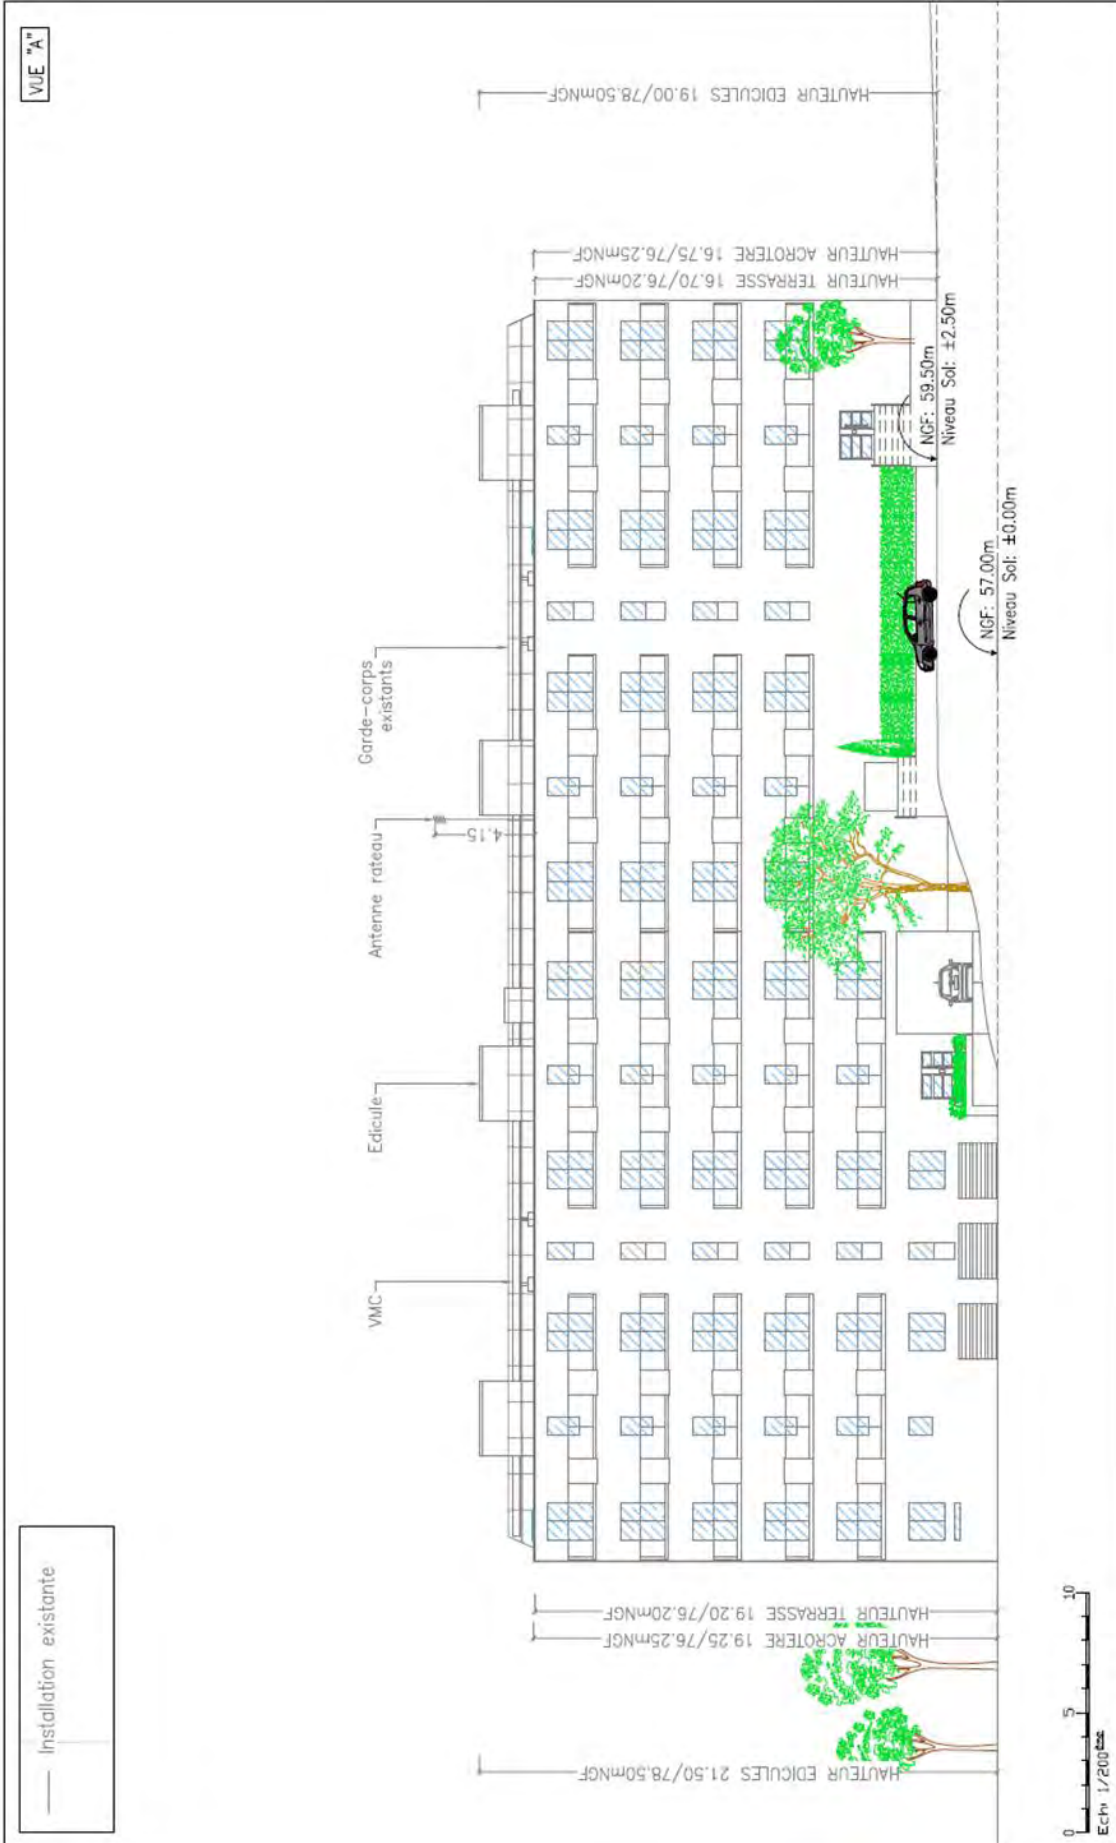 Installation existante
VUE "A"
VMC
Edicule
Antenne rateau
Garde-corps
existants
4.15
HAUTEUR EDICULES 21.50/78.50mNGF
HAUTEUR ACROTERE 19.25/76.25mNGF
HAUTEUR TERRASSE 19.20/76.20mNGF
HAUTEUR TERRASSE 16.70/76.20mNGF
HAUTEUR ACROTERE 16.75/76.25mNGF
HAUTEUR EDICULES 19.00/78.50mNGF
NGF: 59.50m
Niveau Sol: ±2.50m
NGF: 57.00m
Niveau Sol: ±0.00m
0 5 10
Ech: 1/200ème